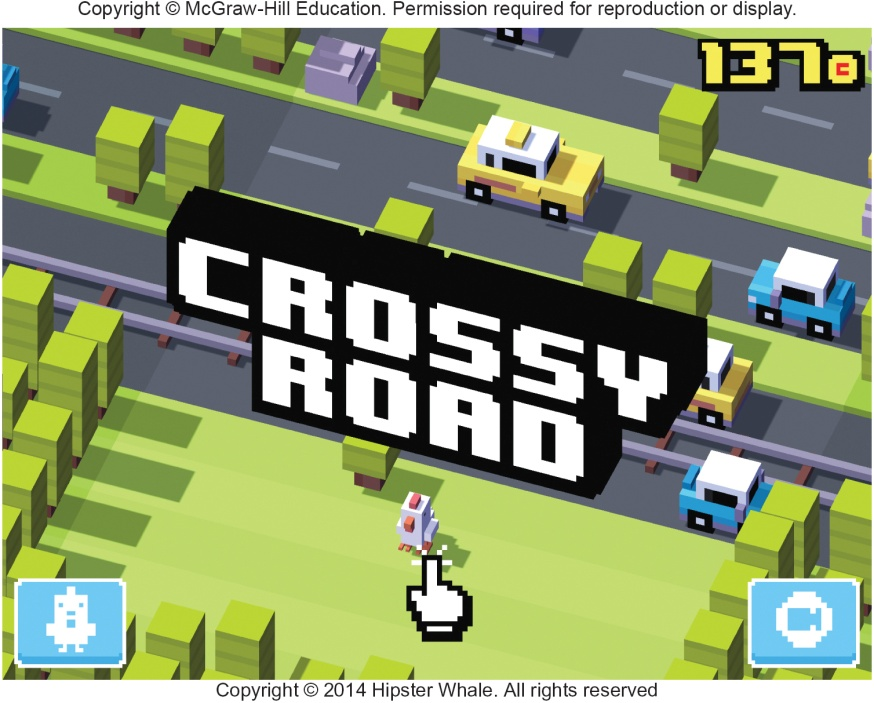 Copyright © McGraw-Hill Education. Permission required for reproduction or display.
137c
CROSSY
ROAD
Copyright © 2014 Hipster Whale. All rights reserved